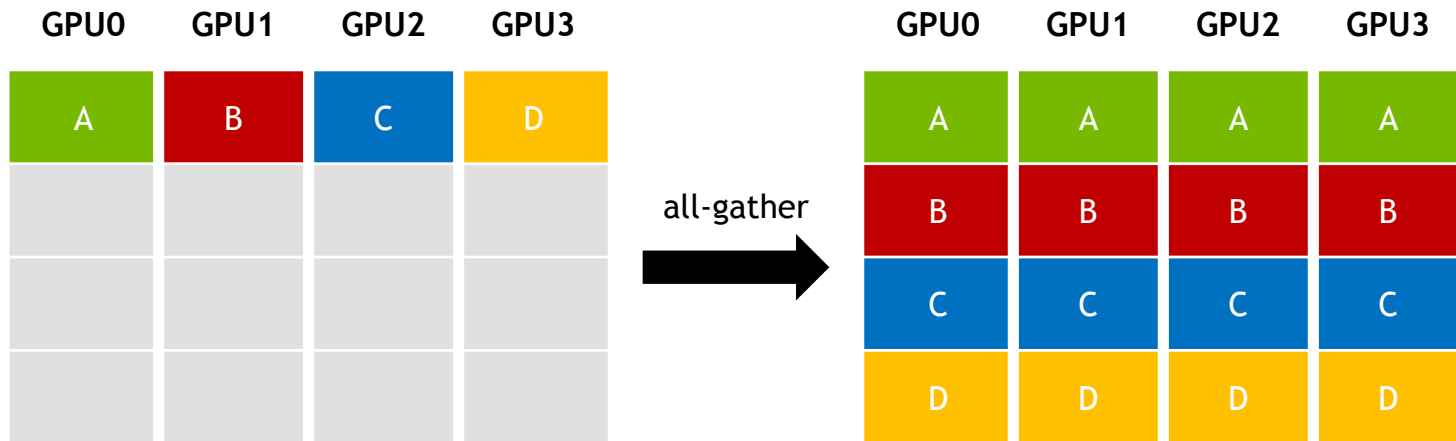 GPU0 GPU1 GPU2 GPU3 GPU0 GPU1 GPU2 GPU3
A B C D A A A A
all-gather B B B B
C C C C
D D D D